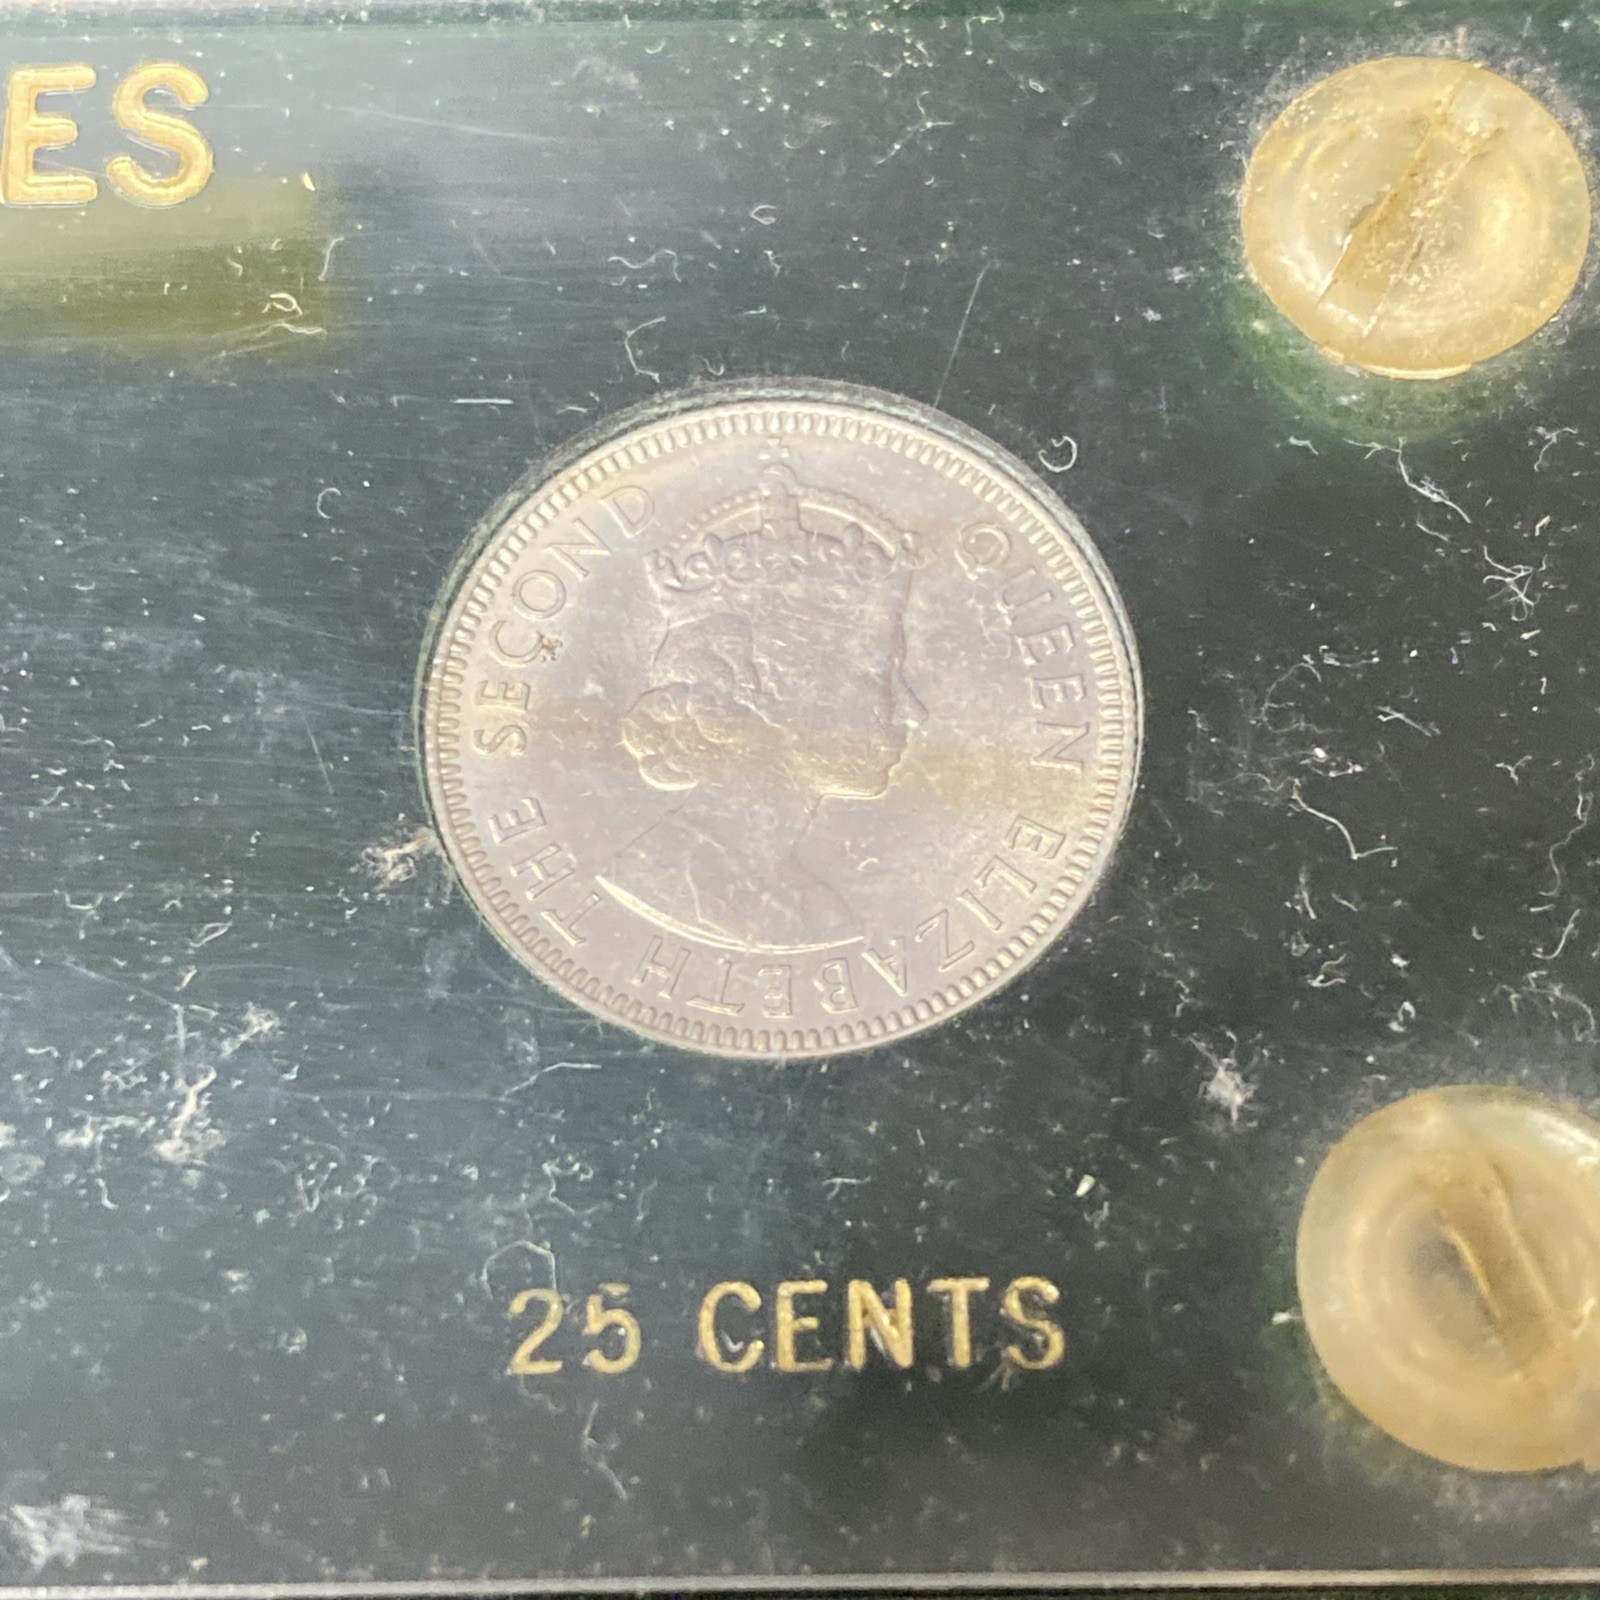 ES
QUEEN ELIZABETH THE SECOND
25 CENTS